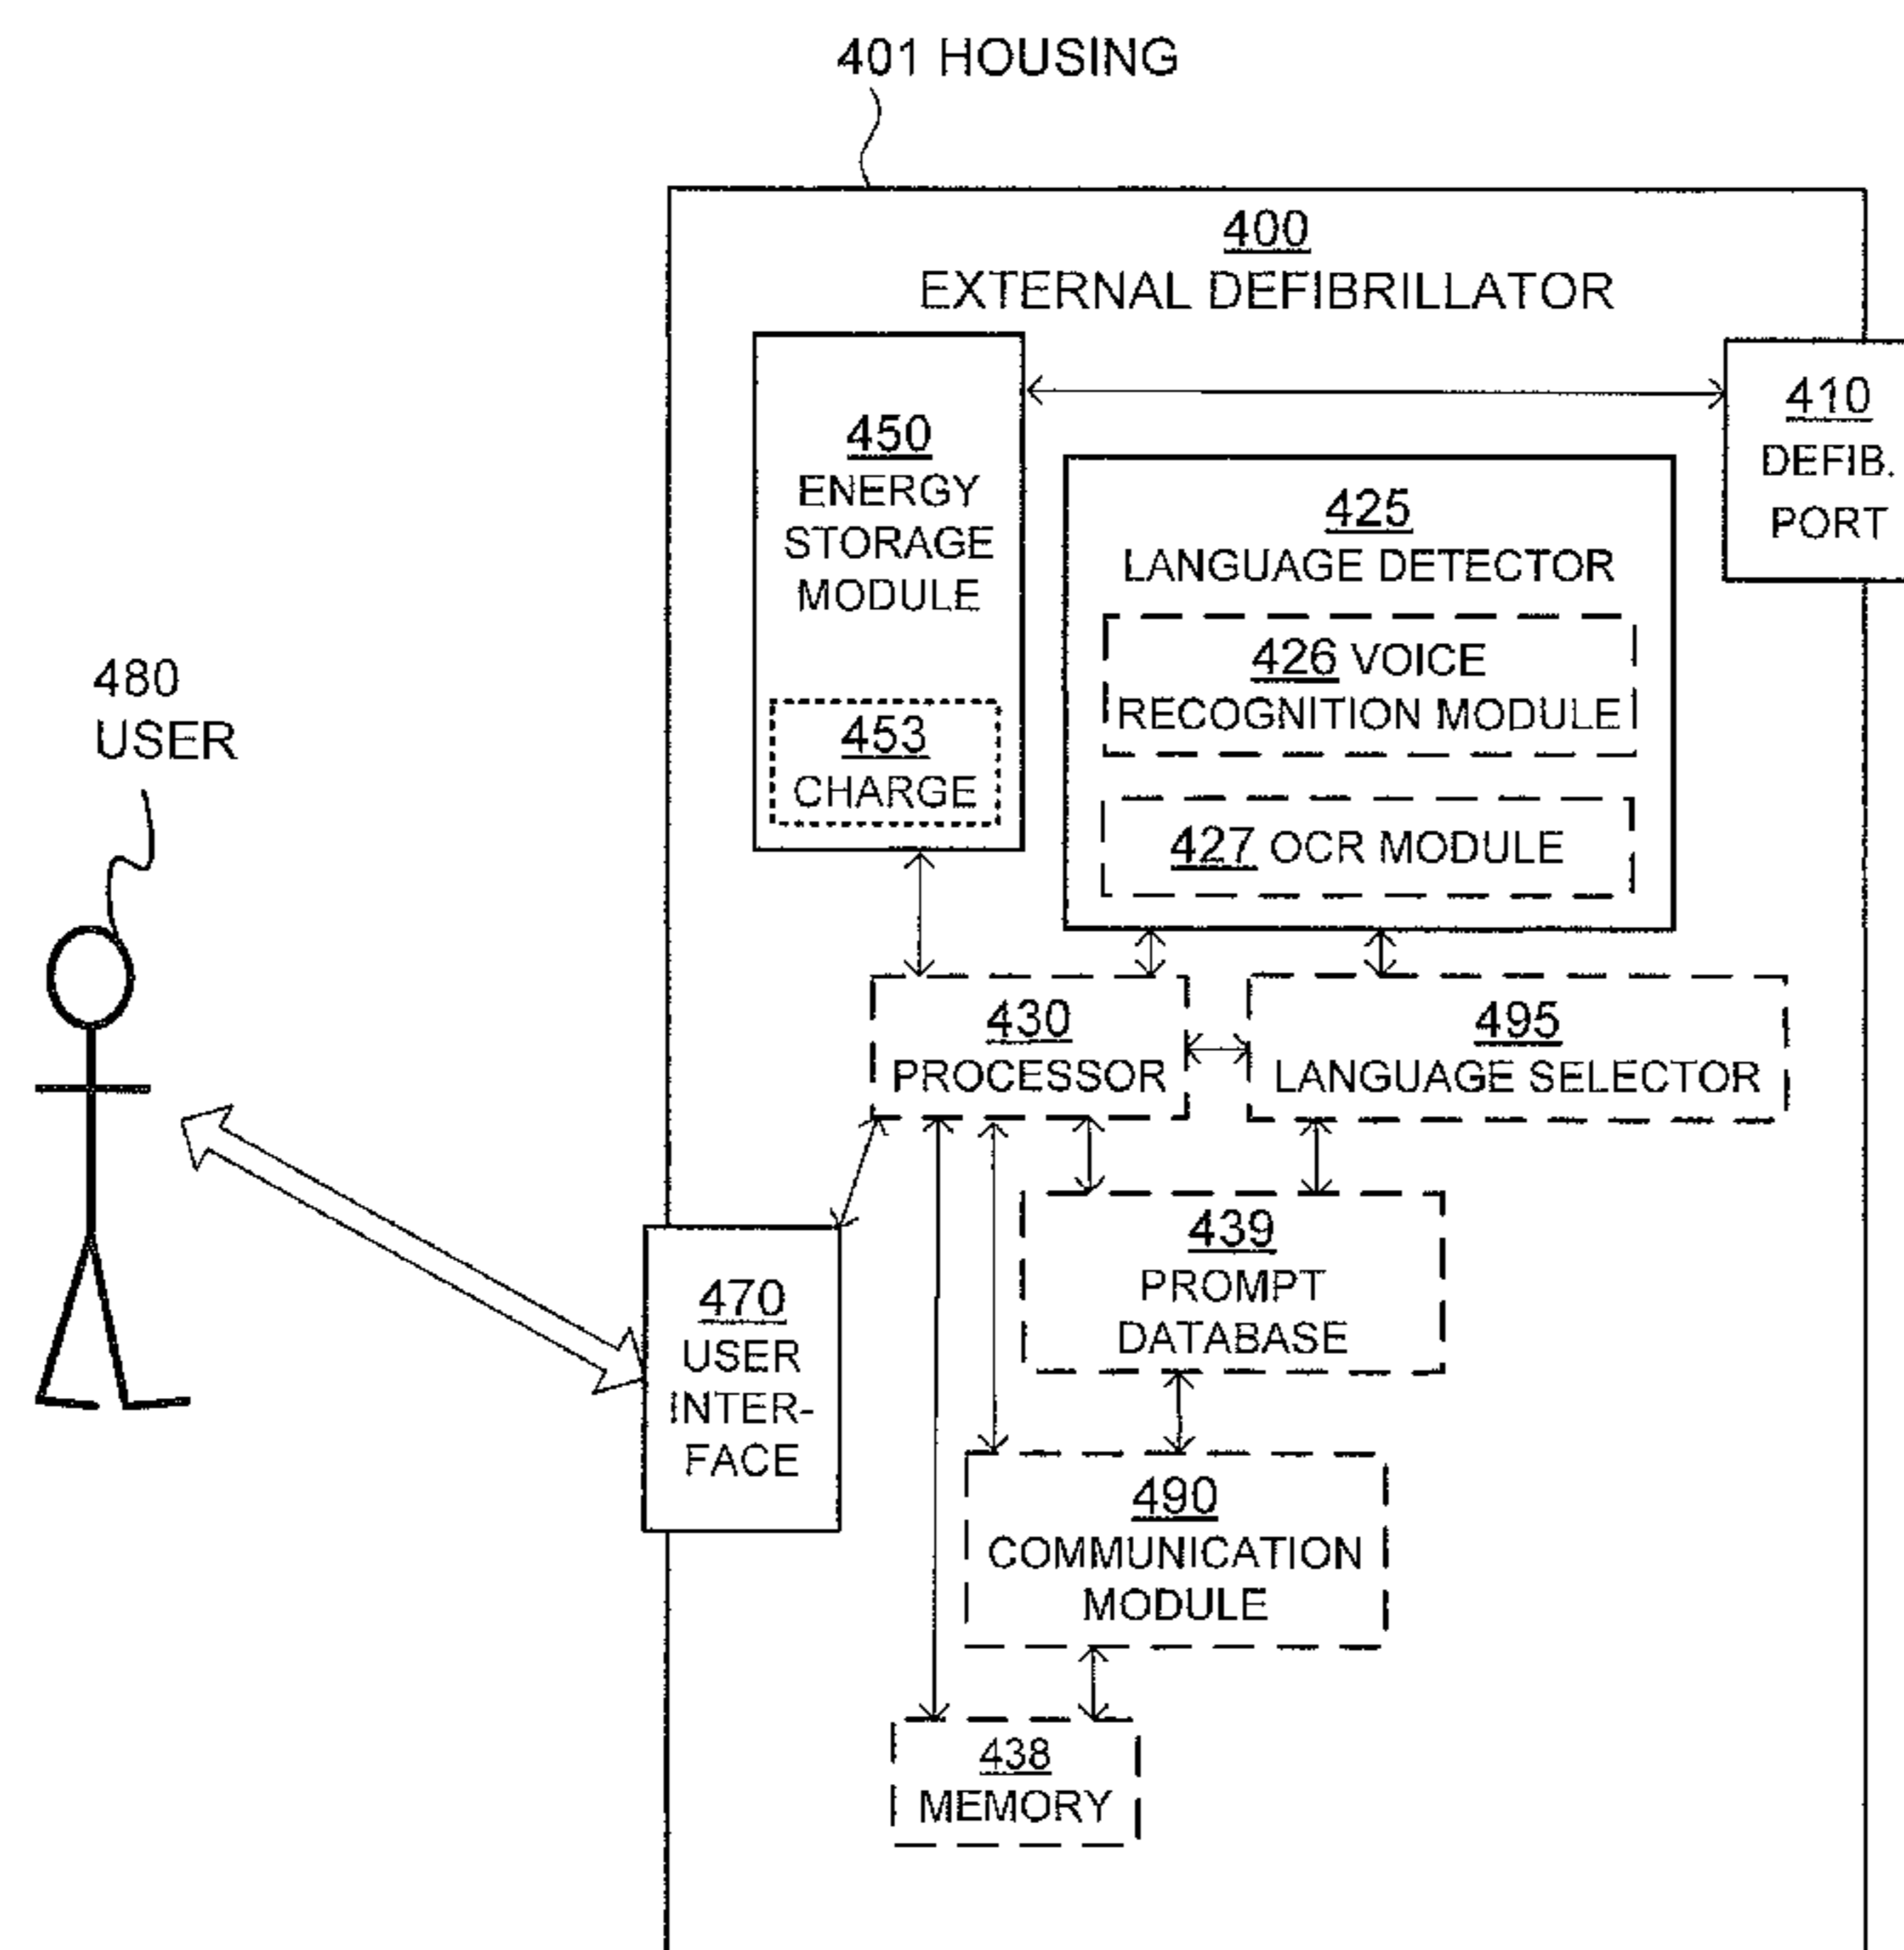 401 HOUSING
400
EXTERNAL DEFIBRILLATOR
450
ENERGY
STORAGE
MODULE
453
CHARGE
410
DEFIB.
PORT
425
LANGUAGE DETECTOR
426 VOICE
RECOGNITION MODULE
427 OCR MODULE
480
USER
430
PROCESSOR
495
LANGUAGE SELECTOR
439
PROMPT
DATABASE
470
USER
INTER-
FACE
490
COMMUNICATION
MODULE
438
MEMORY